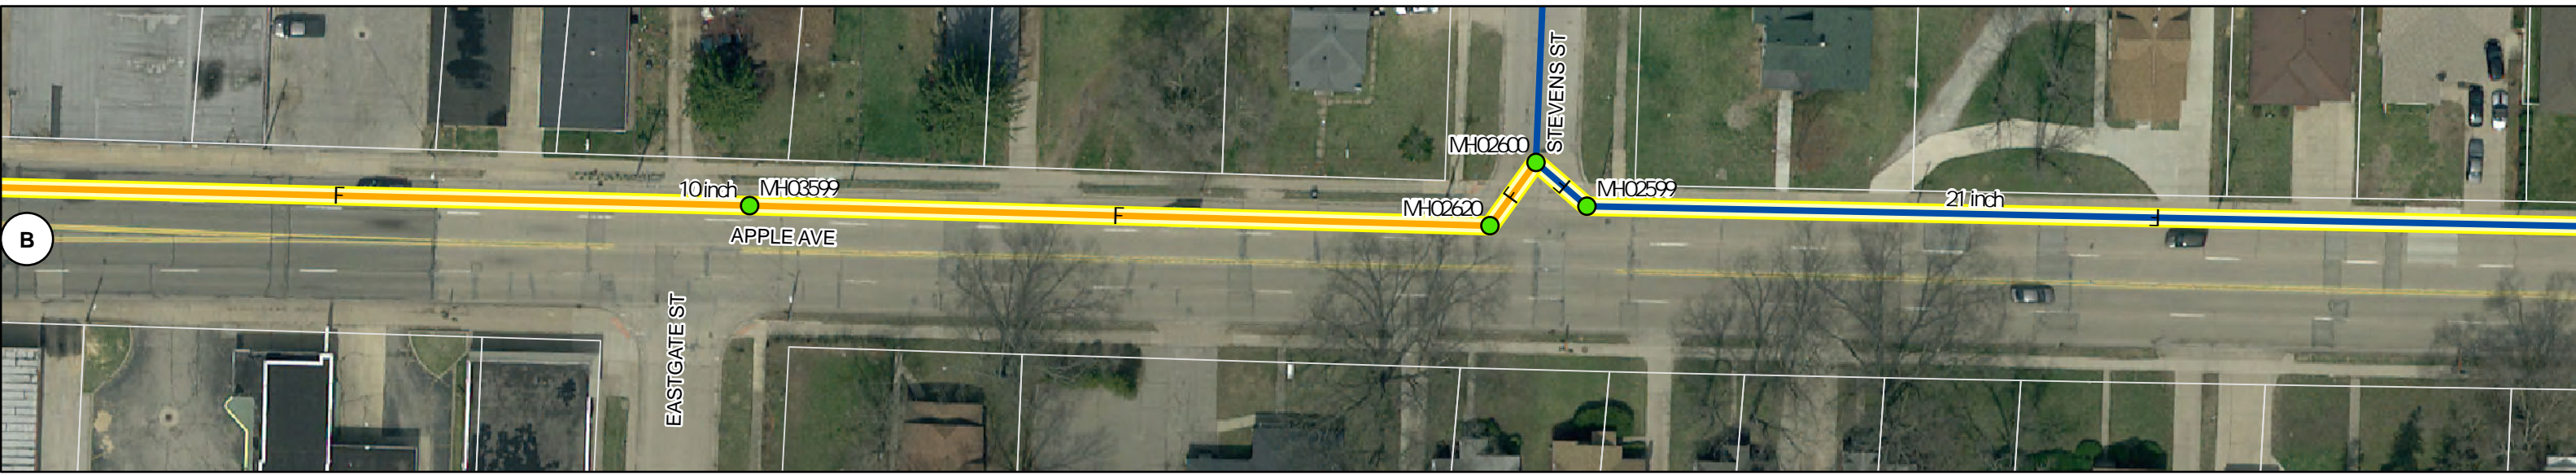 STEVENS ST
MH02600
10 inch
MH03599
MH02620
MH02599
21 inch
F
F
F
F
F
B
APPLE AVE
EASTGATE ST